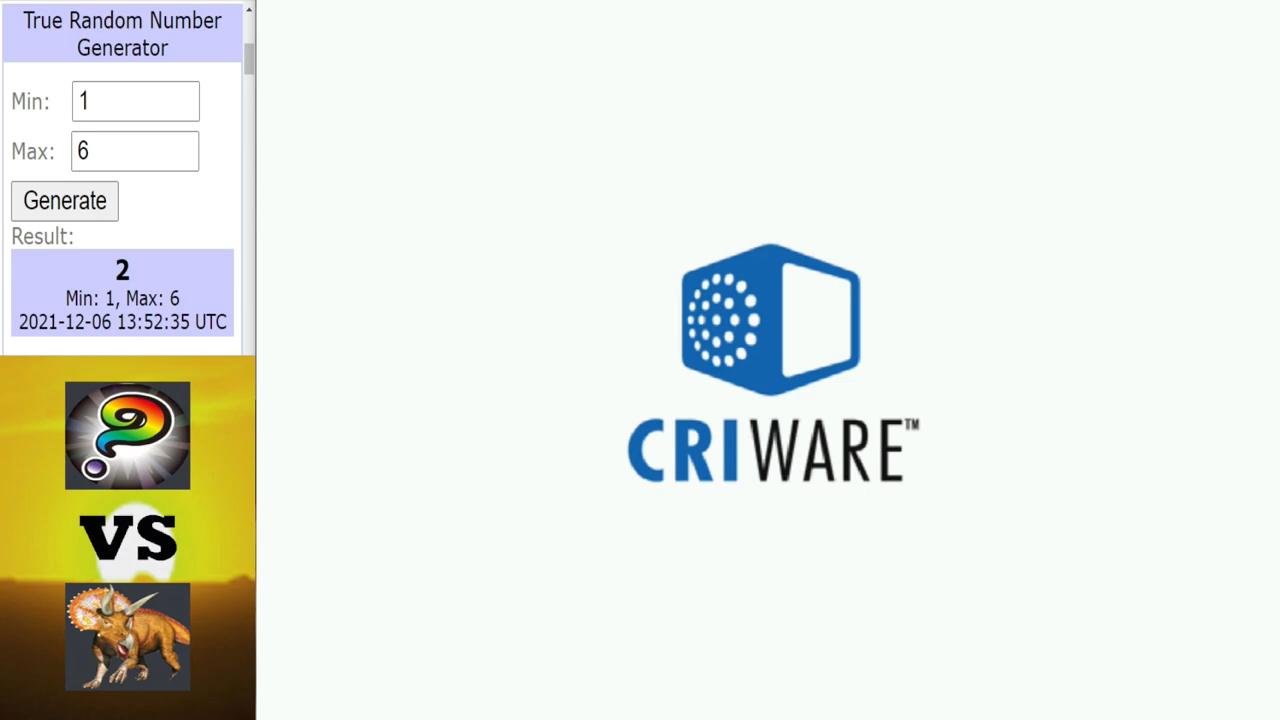 True Random Number
Generator
Min: 1
Max: 6
Generate
Result:
2
Min: 1, Max: 6
2021-12-06 13:52:35 UTC
?
VS
CRIWARE™